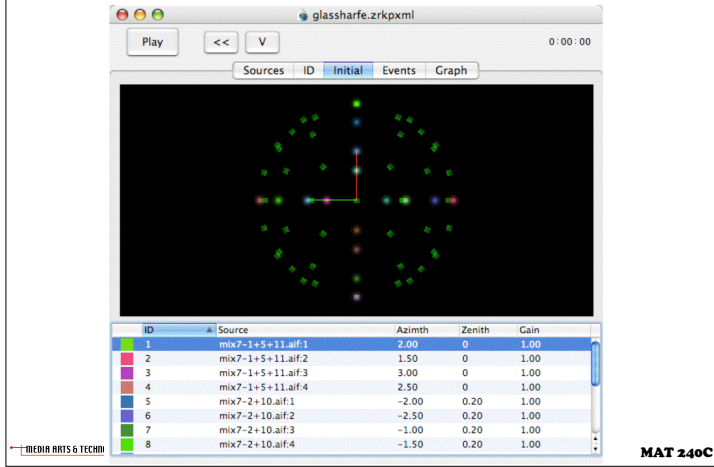 glassharfe.zrkpxml
Play << V 0:00:00
Sources ID Initial Events Graph
ID Source Azimth Zenith Gain
1 mix7-1+5+11.aif:1 2.00 0 1.00
2 mix7-1+5+11.aif:2 1.50 0 1.00
3 mix7-1+5+11.aif:3 3.00 0 1.00
4 mix7-1+5+11.aif:4 2.50 0 1.00
5 mix7-2+10.aif:1 -2.00 0.20 1.00
6 mix7-2+10.aif:2 -2.50 0.20 1.00
7 mix7-2+10.aif:3 -1.00 0.20 1.00
8 mix7-2+10.aif:4 -1.50 0.20 1.00
MEDIA ARTS & TECHN
MAT 240C